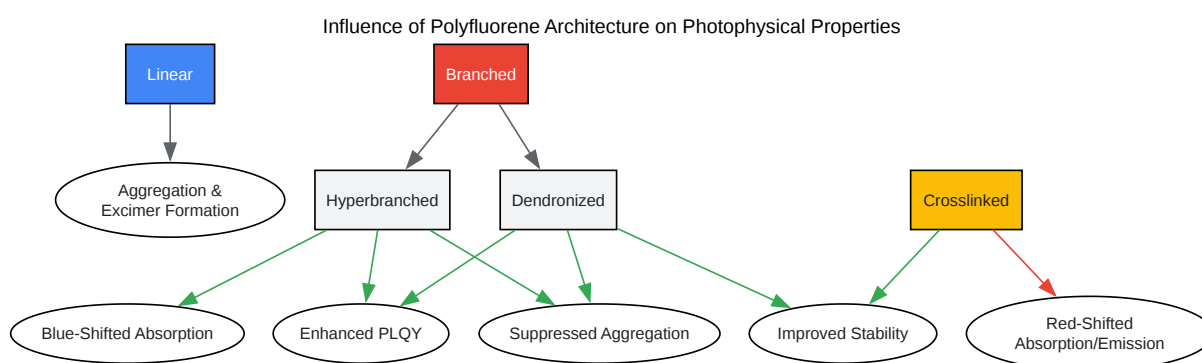 Influence of Polyfluorene Architecture on Photophysical Properties
Linear
Branched
Aggregation &
Excimer Formation
Hyperbranched
Dendronized
Crosslinked
Blue-Shifted Absorption
Enhanced PLQY
Suppressed Aggregation
Improved Stability
Red-Shifted
Absorption/Emission